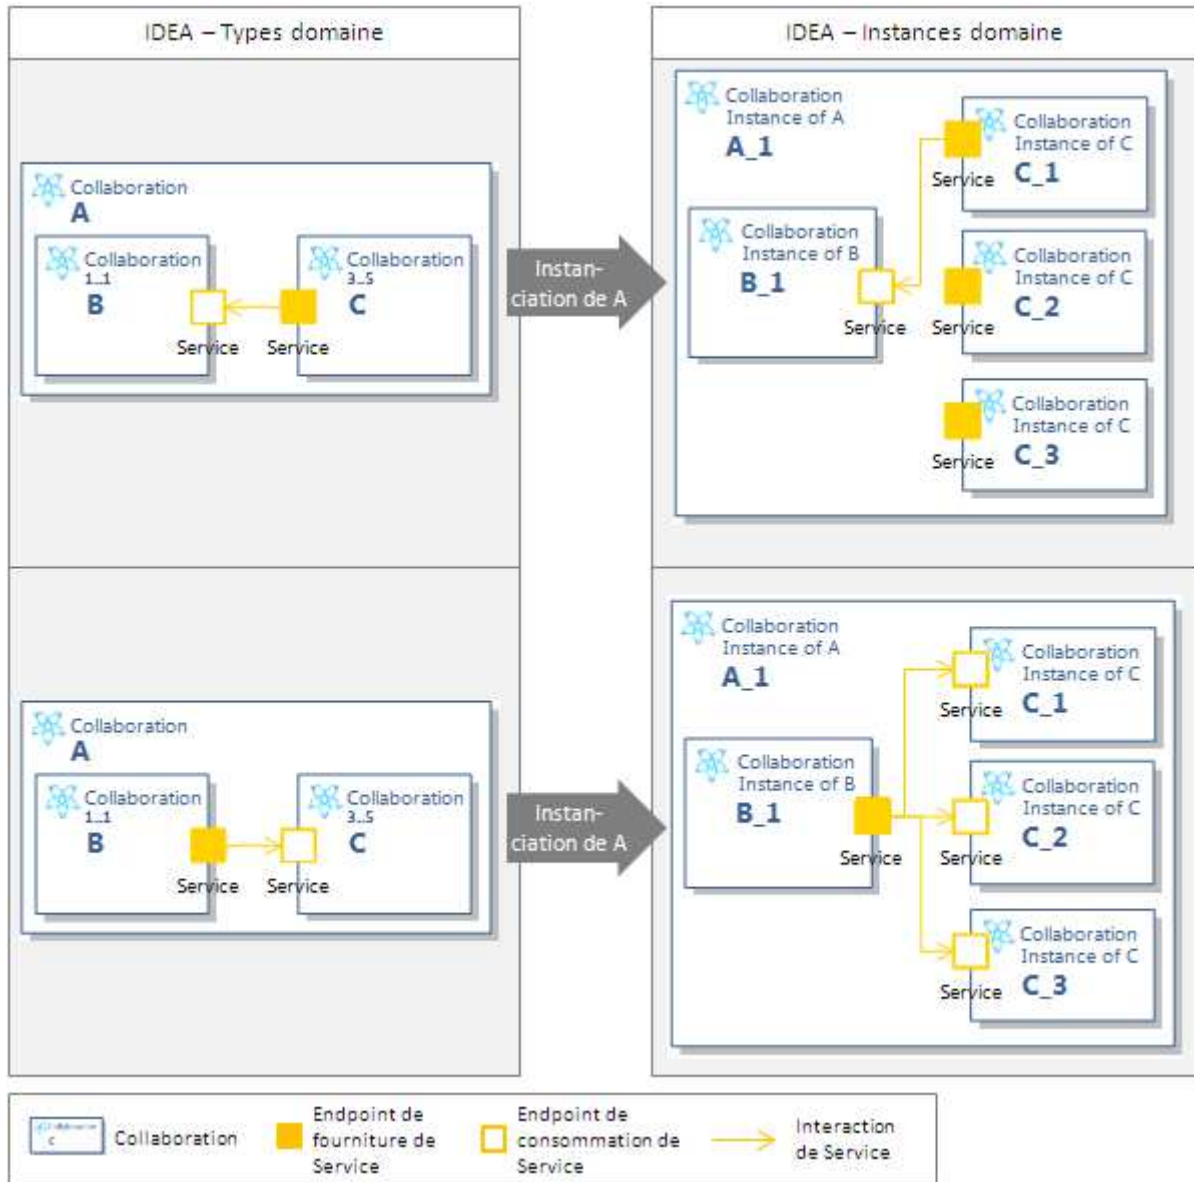 IDEA – Types domaine
IDEA – Instances domaine
Collaboration
A
Collaboration
1..1
B
Service
Collaboration
3..5
C
Service
Instan-
ciation de A
Collaboration
Instance of A
A_1
Collaboration
Instance of B
B_1
Service
Collaboration
Instance of C
C_1
Service
Collaboration
Instance of C
C_2
Service
Collaboration
Instance of C
C_3
Service
Collaboration
A
Collaboration
1..1
B
Service
Collaboration
3..5
C
Service
Instan-
ciation de A
Collaboration
Instance of A
A_1
Collaboration
Instance of B
B_1
Service
Collaboration
Instance of C
C_1
Service
Collaboration
Instance of C
C_2
Service
Collaboration
Instance of C
C_3
Service
Collaboration
C
Collaboration
Endpoint de
fourniture de
Service
Endpoint de
consommation de
Service
Interaction
de Service